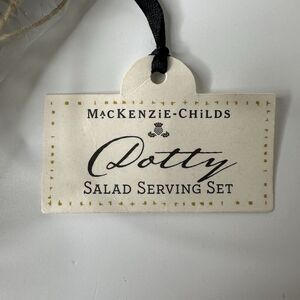 MacKENZiE-CHiLDS
Dotty
SALAD SERVING SET